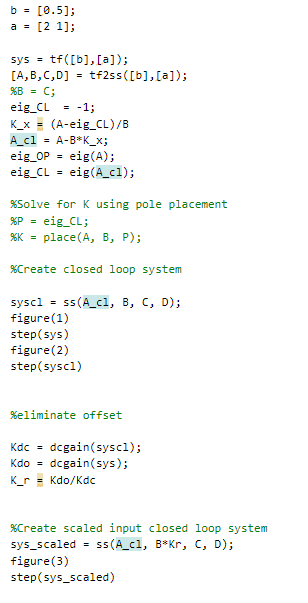 b = [0.5];
a = [2 1];
sys = tf([b],[a]);
[A,B,C,D] = tf2ss([b],[a]);
%B = C;
eig_CL  = -1;
K_x = (A-eig_CL)/B
A_cl = A-B*K_x;
eig_OP = eig(A);
eig_CL = eig(A_cl);
%Solve for K using pole placement
%P = eig_CL;
%K = place(A, B, P);
%Create closed loop system
syscl = ss(A_cl, B, C, D);
figure(1)
step(sys)
figure(2)
step(syscl)
%eliminate offset
Kdc = dcgain(syscl);
Kdo = dcgain(sys);
K_r = Kdo/Kdc
%Create scaled input closed loop system
sys_scaled = ss(A_cl, B*Kr, C, D);
figure(3)
step(sys_scaled)